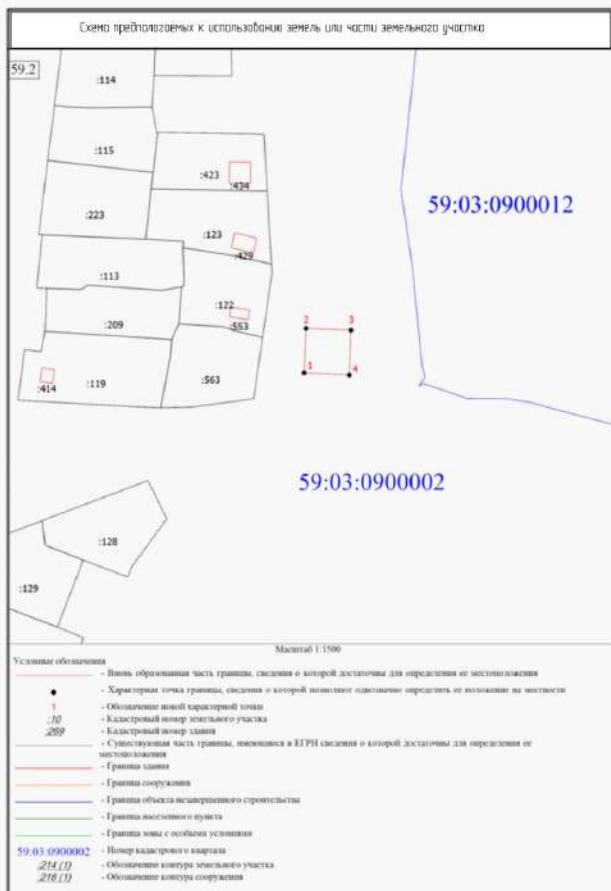 Схема предполагаемых к использованию земель или части земельного участка
59.2
:114
:115
:423
:434
:223
59:03:0900012
:123
:429
:113
:122
:209
:553
2
3
:119
:414
:563
1
4
59:03:0900002
:128
:129
Масштаб 1:1500
Условные обозначения
- Вновь образованная часть границы, сведения о которой достаточны для определения ее местоположения
- Характерная точка границы, сведения о которой позволяют однозначно определить ее положение на местности
1 - Обозначение новой характерной точки
:10 - Кадастровый номер земельного участка
:269 - Кадастровый номер здания
- Существующая часть границы, имеющиеся в ЕГРН сведения о которой достаточны для определения ее
местоположения
- Граница здания
- Граница сооружения
- Граница объекта незавершенного строительства
- Граница населенного пункта
- Граница зоны с особыми условиями
59:03:0900002 - Номер кадастрового квартала
:214 (1) - Обозначение контура земельного участка
:216 (1) - Обозначение контура сооружения